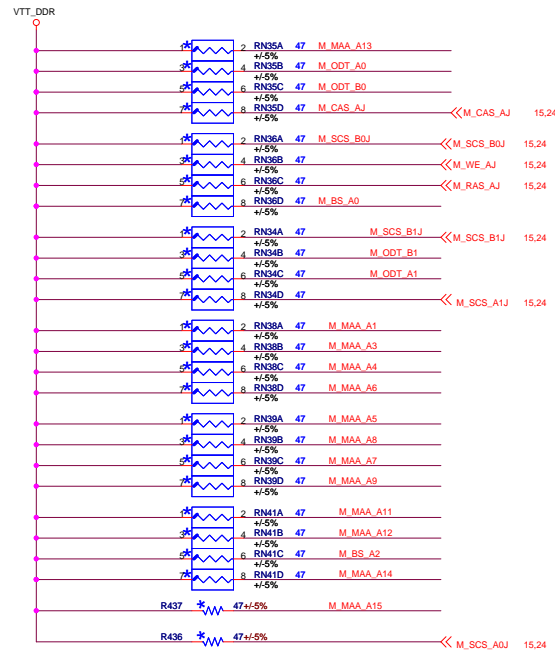 VTT_DDR
1 * 2 RN35A 47 M_MAA_A13
+/-5%
3 * 4 RN35B 47 M_ODT_A0
+/-5%
5 * 6 RN35C 47 M_ODT_B0
+/-5%
7 * 8 RN35D 47 M_CAS_AJ M_CAS_AJ 15,24
+/-5%
1 * 2 RN36A 47 M_SCS_B0J M_SCS_B0J 15,24
+/-5%
3 * 4 RN36B 47 M_WE_AJ 15,24
+/-5%
5 * 6 RN36C 47 M_RAS_AJ 15,24
+/-5%
7 * 8 RN36D 47 M_BS_A0
+/-5%
1 * 2 RN34A 47 M_SCS_B1J M_SCS_B1J 15,24
+/-5%
3 * 4 RN34B 47 M_ODT_B1
+/-5%
5 * 6 RN34C 47 M_ODT_A1
+/-5%
7 * 8 RN34D 47 M_SCS_A1J 15,24
+/-5%
1 * 2 RN38A 47 M_MAA_A1
+/-5%
3 * 4 RN38B 47 M_MAA_A3
+/-5%
5 * 6 RN38C 47 M_MAA_A4
+/-5%
7 * 8 RN38D 47 M_MAA_A6
+/-5%
1 * 2 RN39A 47 M_MAA_A5
+/-5%
3 * 4 RN39B 47 M_MAA_A8
+/-5%
5 * 6 RN39C 47 M_MAA_A7
+/-5%
7 * 8 RN39D 47 M_MAA_A9
+/-5%
1 * 2 RN41A 47 M_MAA_A11
+/-5%
3 * 4 RN41B 47 M_MAA_A12
+/-5%
5 * 6 RN41C 47 M_BS_A2
+/-5%
7 * 8 RN41D 47 M_MAA_A14
+/-5%
R437 * 47+/-5% M_MAA_A15
R436 * 47+/-5% M_SCS_A0J 15,24